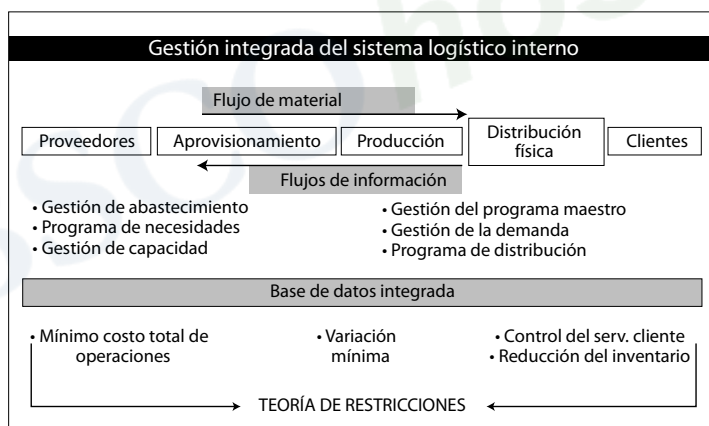 Gestión integrada del sistema logístico interno
Flujo de material
Proveedores
Aprovisionamiento
Producción
Distribución
física
Clientes
Flujos de información
• Gestión de abastecimiento
• Programa de necesidades
• Gestión de capacidad
• Gestión del programa maestro
• Gestión de la demanda
• Programa de distribución
Base de datos integrada
• Mínimo costo total de
operaciones
• Variación
mínima
• Control del serv. cliente
• Reducción del inventario
TEORÍA DE RESTRICCIONES